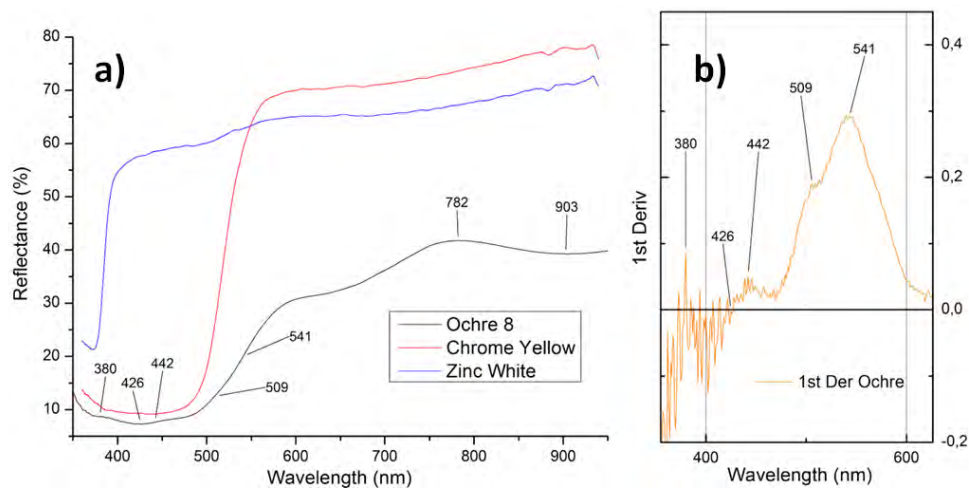 a)
Reflectance (%)
80
70
60
50
40
30
20
10
380
426
442
509
541
782
903
Ochre 8
Chrome Yellow
Zinc White
400 500 600 700 800 900
Wavelength (nm)
b)
1st Deriv
380
426
442
509
541
0,4
0,2
0,0
-0,2
1st Der Ochre
400 600
Wavelength (nm)